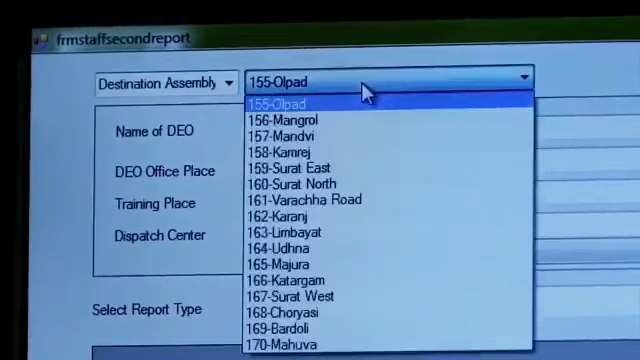 frmstaffsecondreport
Destination Assembly 155-Olpad
155-Olpad
156-Mangrol
157-Mandvi
158-Kamrej
159-Surat East
160-Surat North
161-Varachha Road
162-Karanj
163-Limbayat
164-Udhna
165-Majura
166-Katargam
167-Surat West
168-Choryasi
169-Bardoli
170-Mahuva
Name of DEO
DEO Office Place
Training Place
Dispatch Center
Select Report Type